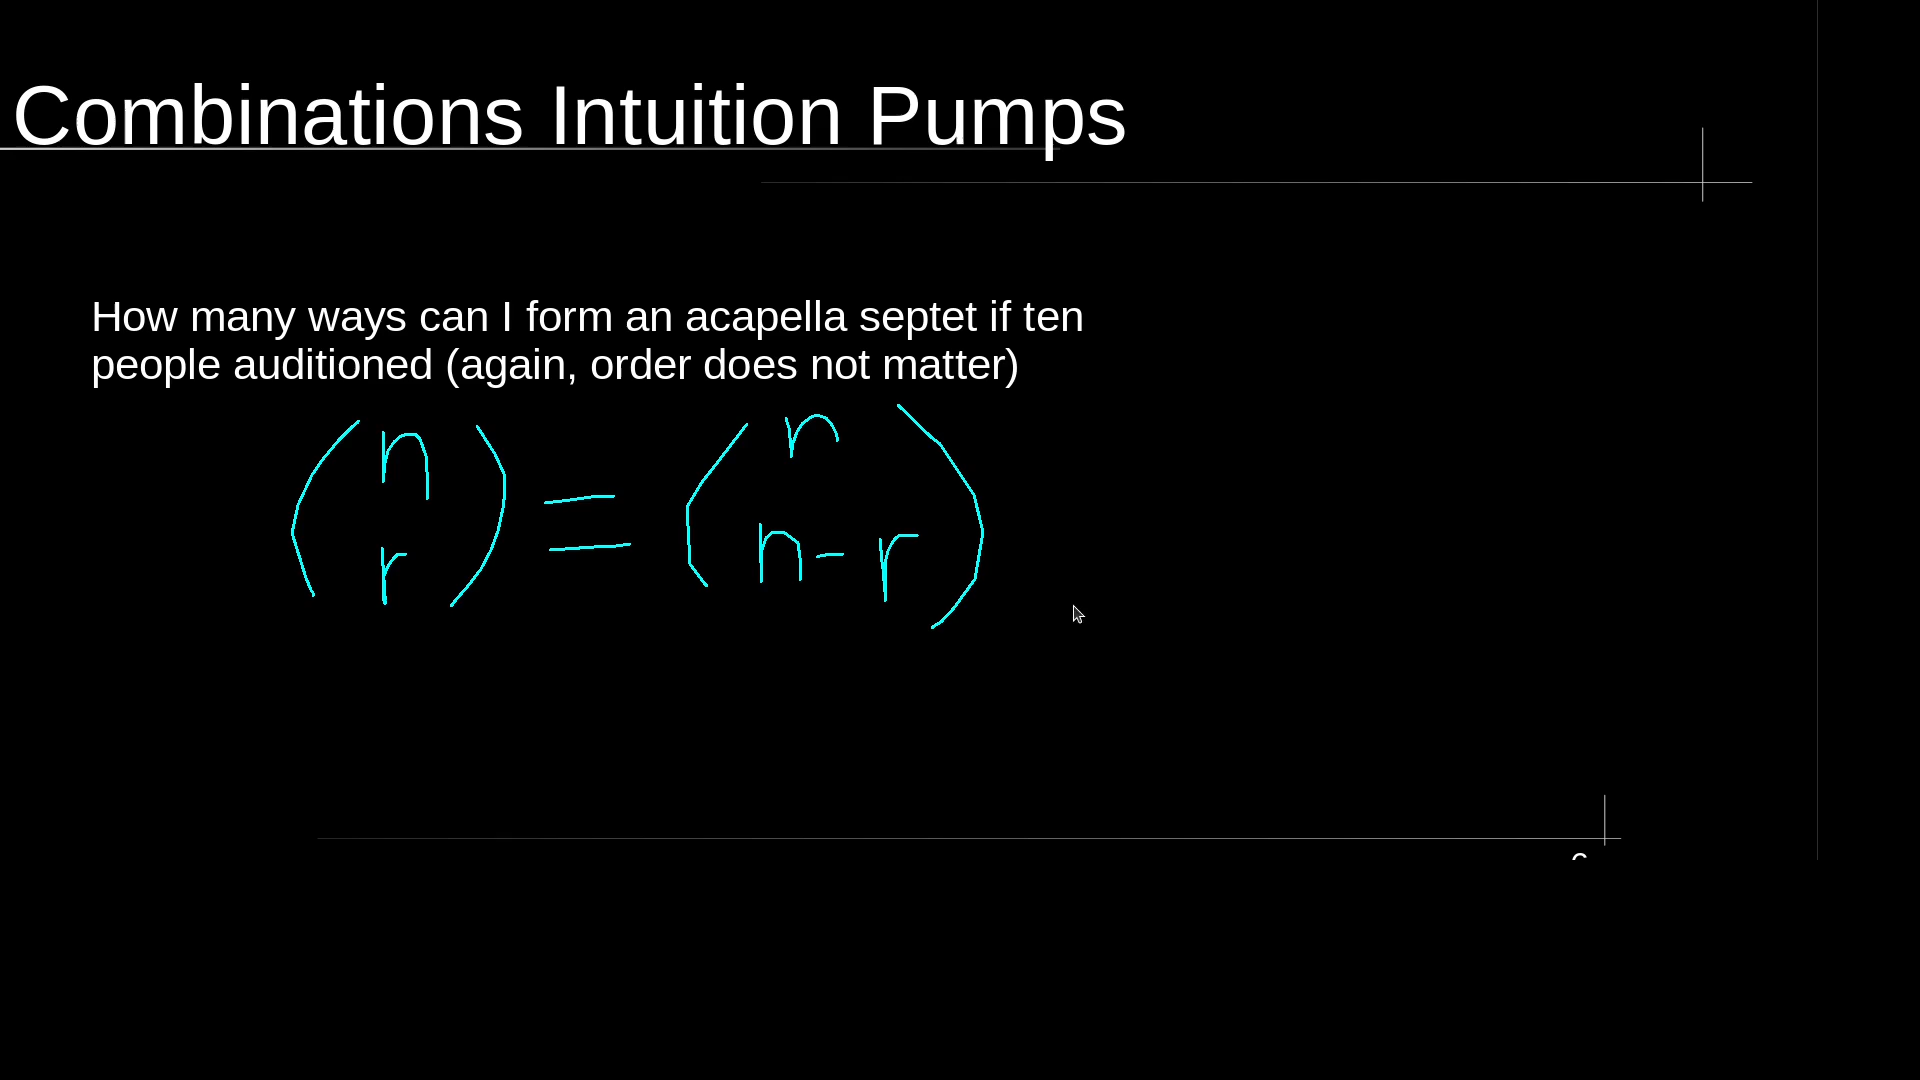 Combinations Intuition Pumps
How many ways can I form an acapella septet if ten
people auditioned (again, order does not matter)
( n ) = ( n )
( r ) ( n - r )